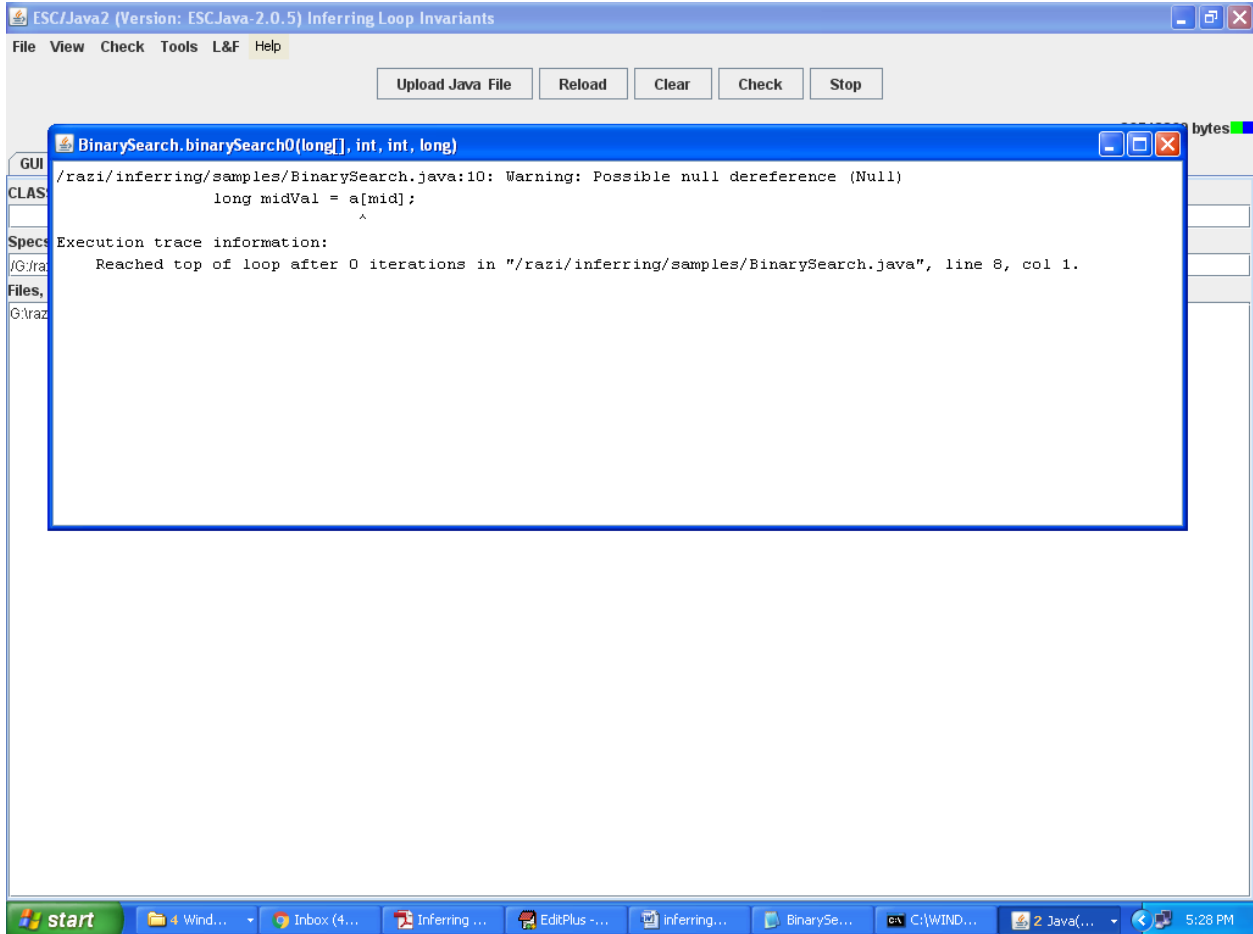 ESC/Java2 (Version: ESCJava-2.0.5) Inferring Loop Invariants
File View Check Tools L&F Help
Upload Java File Reload Clear Check Stop
bytes
BinarySearch.binarySearch0(long[], int, int, long)
GUI
/razi/inferring/samples/BinarySearch.java:10: Warning: Possible null dereference (Null)
CLAS
long midVal = a[mid];
^
Specs
Execution trace information:
/G:/ra
Reached top of loop after 0 iterations in "/razi/inferring/samples/BinarySearch.java", line 8, col 1.
Files,
G:\raz
start 4 Wind... Inbox (4... Inferring ... EditPlus -... inferring... BinarySe... C:\WIND... 2 Java(... 5:28 PM